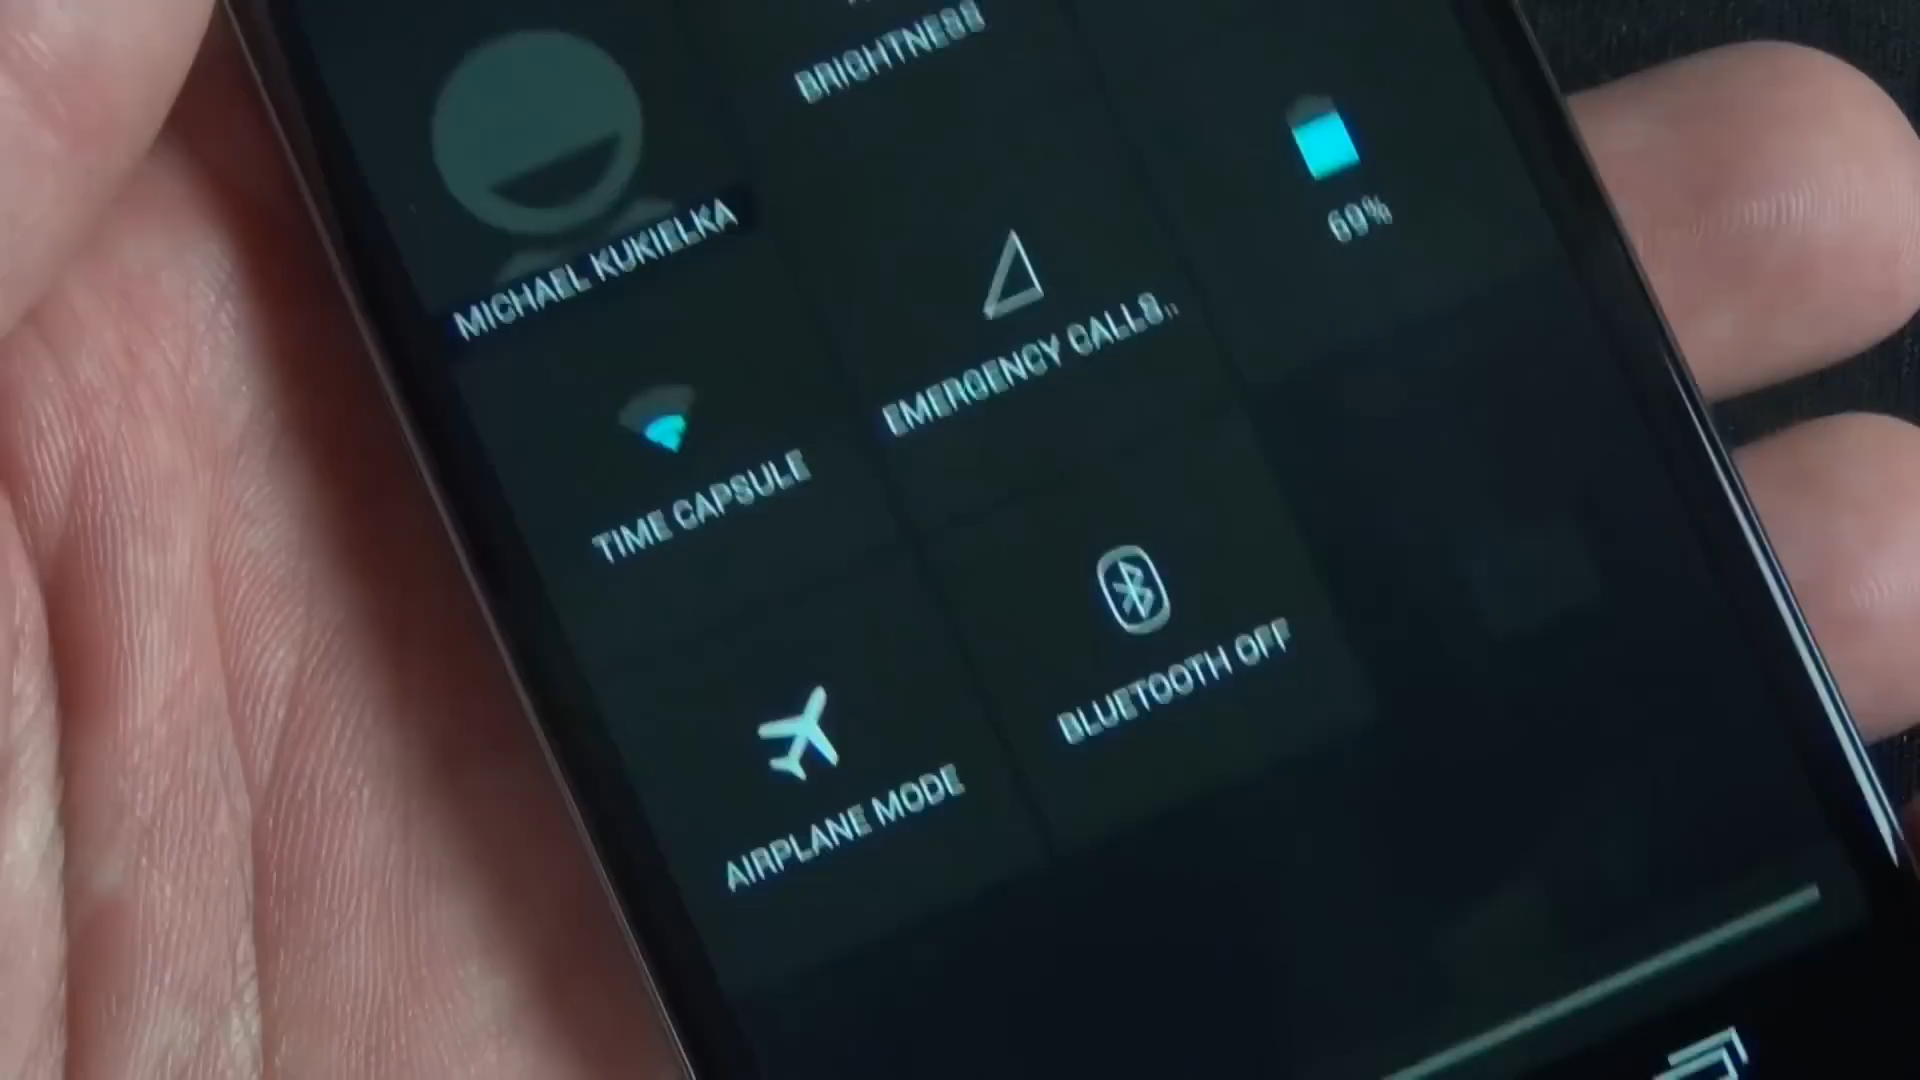 BRIGHTNESS
MICHAEL KUKIELKA
69%
EMERGENCY CALLS..
TIME CAPSULE
BLUETOOTH OFF
AIRPLANE MODE